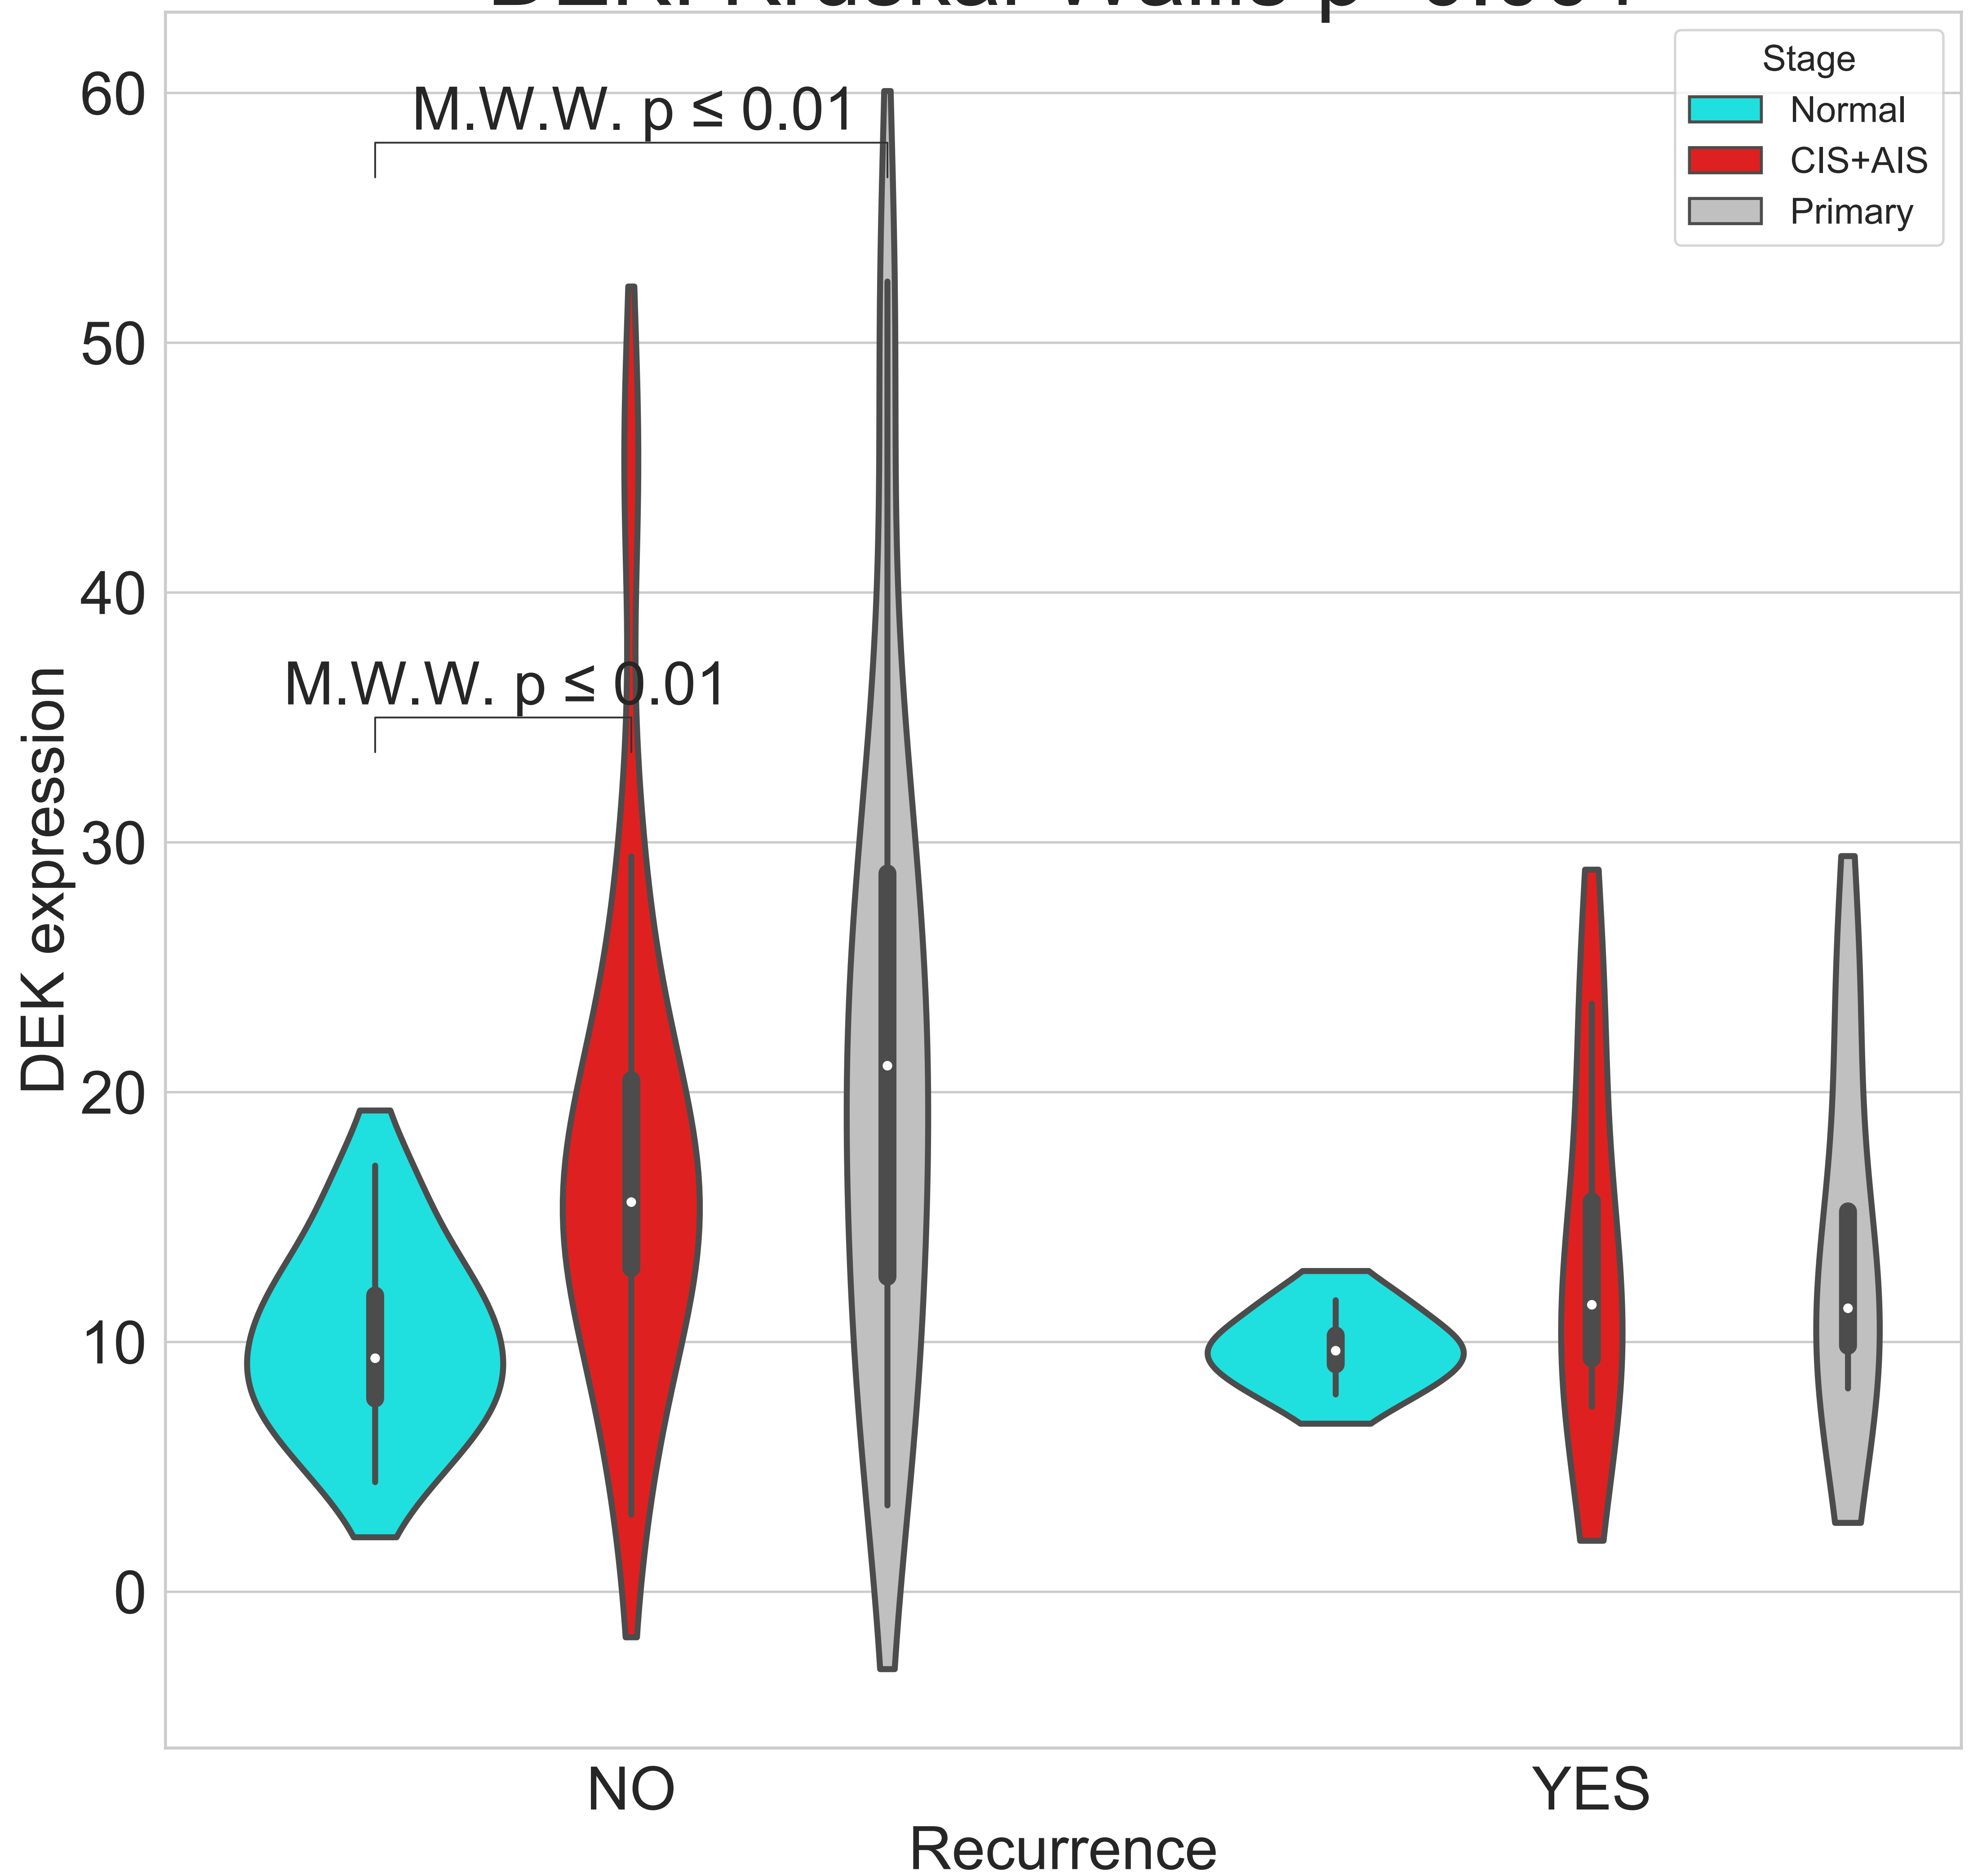 Stage
Normal
CIS+AIS
Primary
M.W.W. p ≤ 0.01
M.W.W. p ≤ 0.01
DEK expression
60
50
40
30
20
10
0
NO
YES
Recurrence